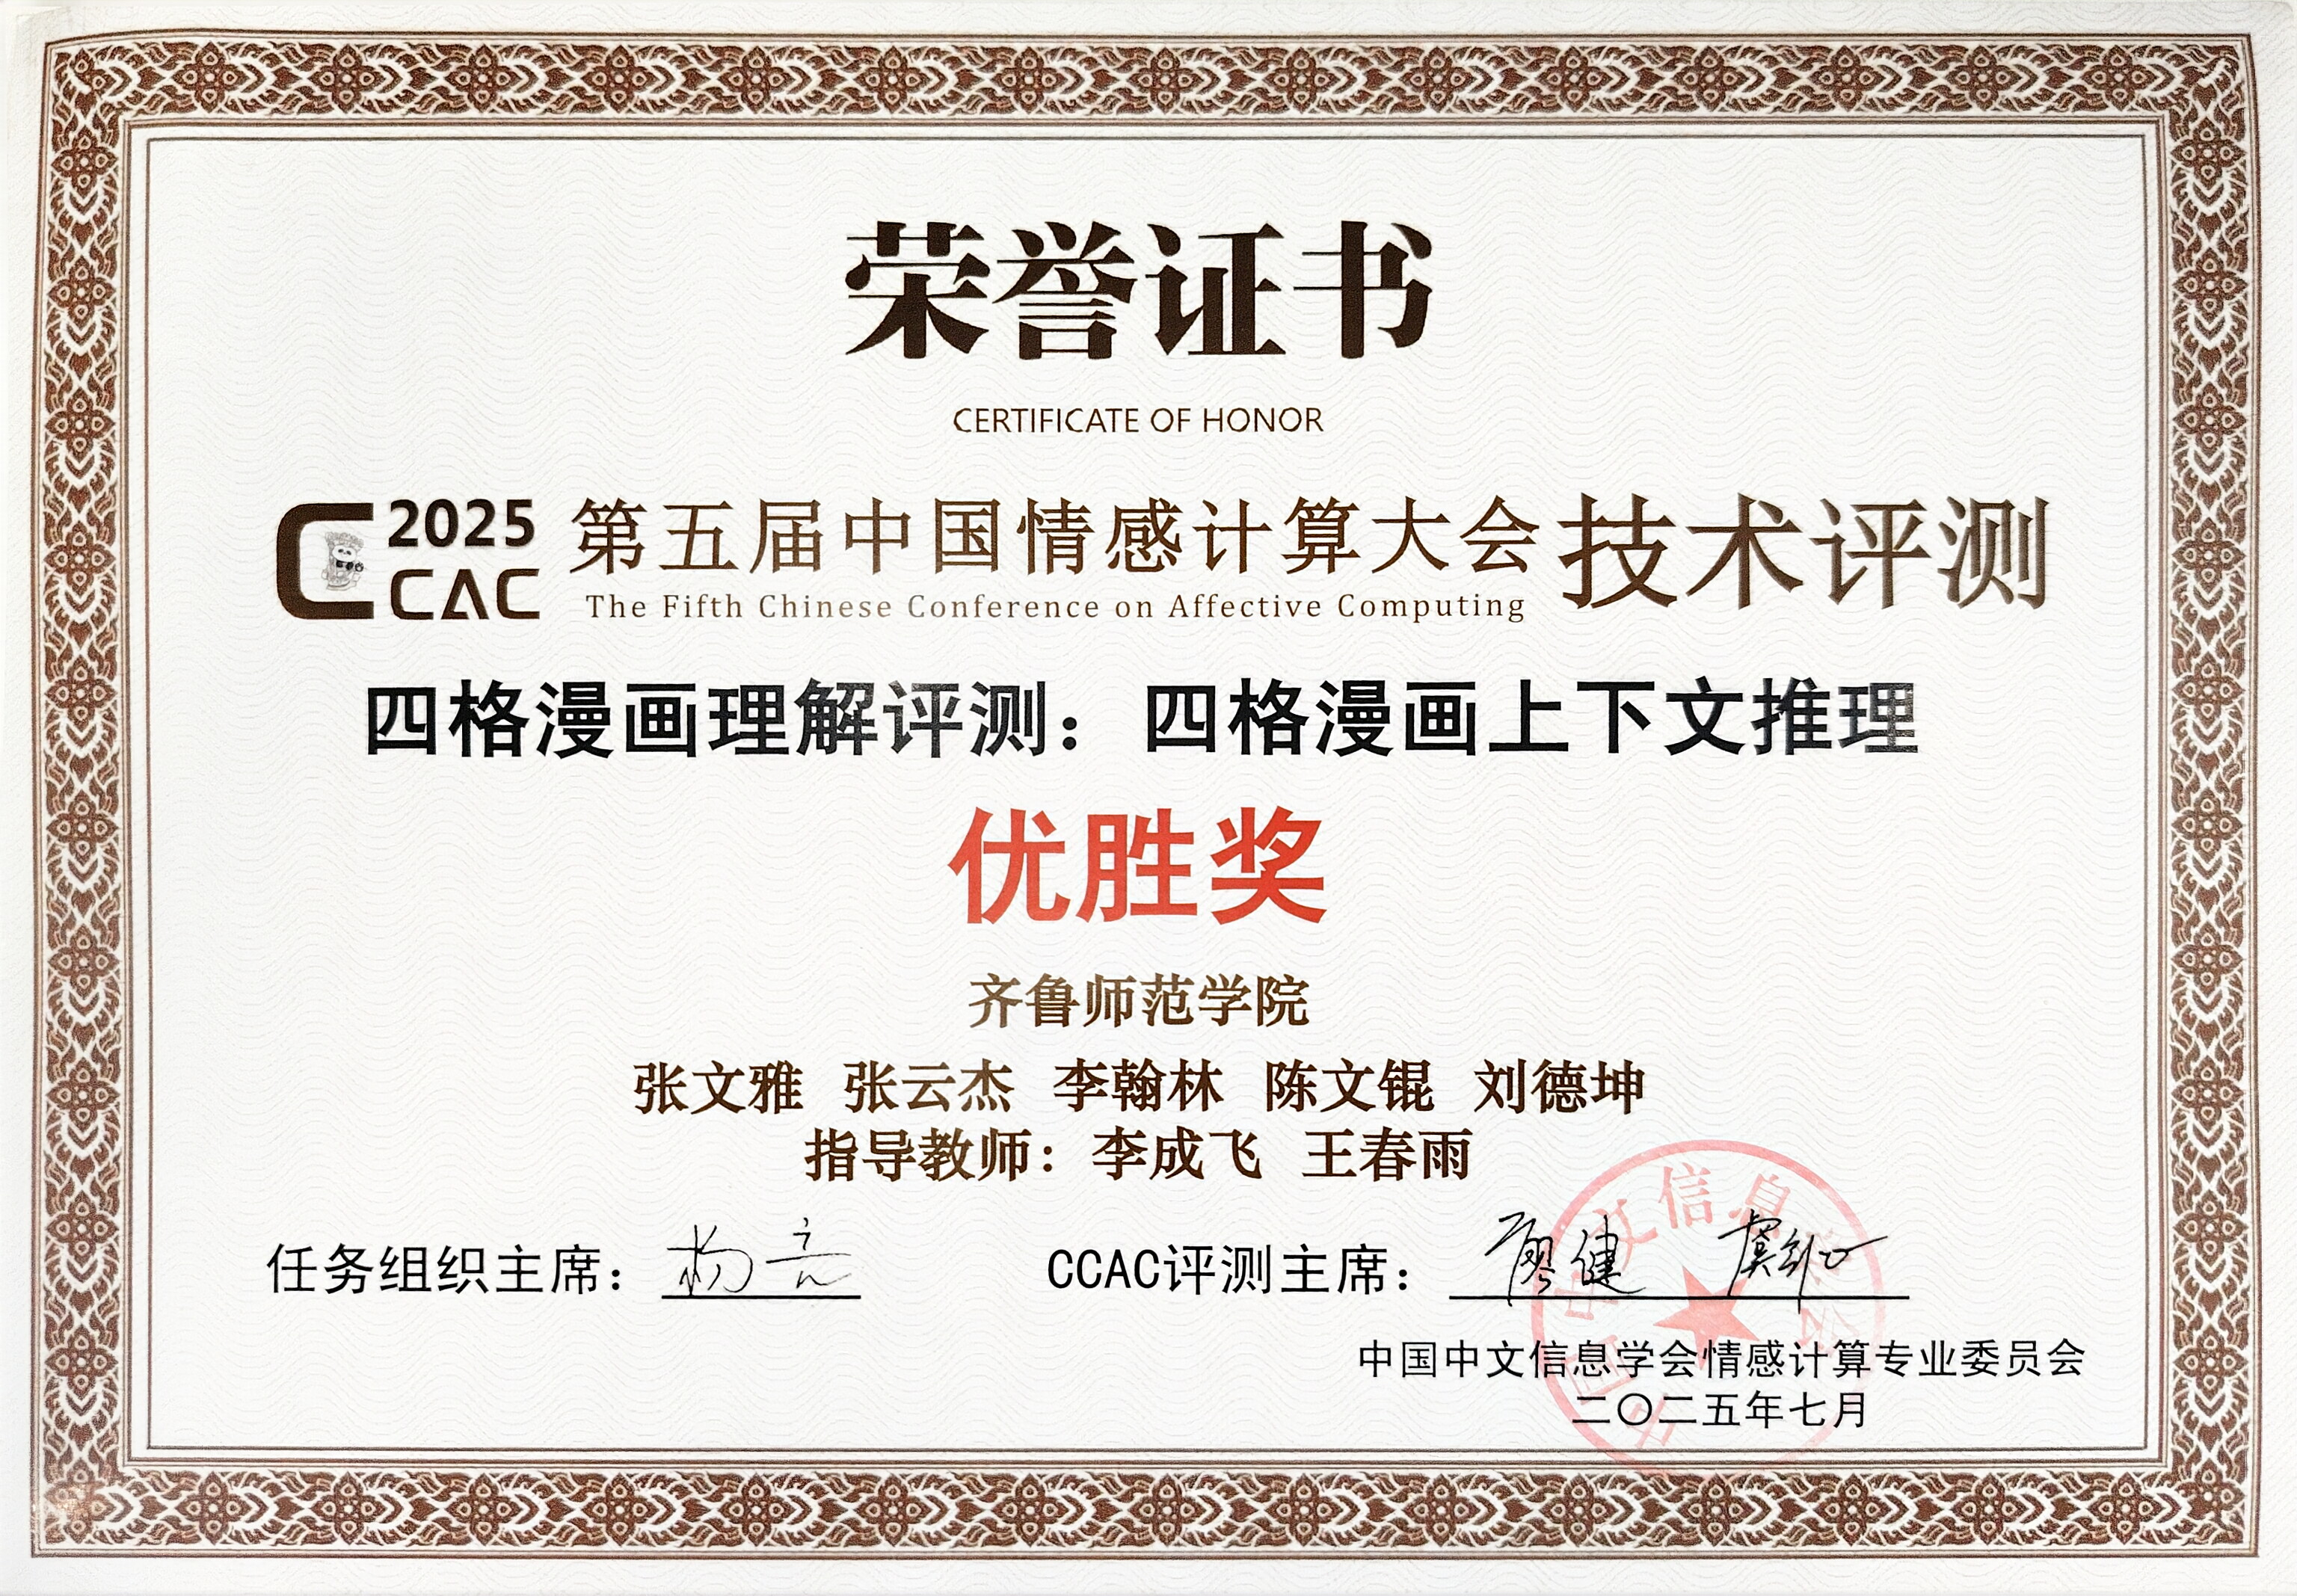 荣誉证书
CERTIFICATE OF HONOR
2025
CCAC
第五届中国情感计算大会技术评测
The Fifth Chinese Conference on Affective Computing
四格漫画理解评测：四格漫画上下文推理
优胜奖
齐鲁师范学院
张文雅 张云杰 李翰林 陈文锟 刘德坤
指导教师：李成飞 王春雨
任务组织主席：杨亮
CCAC评测主席：廖健
中国中文信息学会情感计算专业委员会
二〇二五年七月